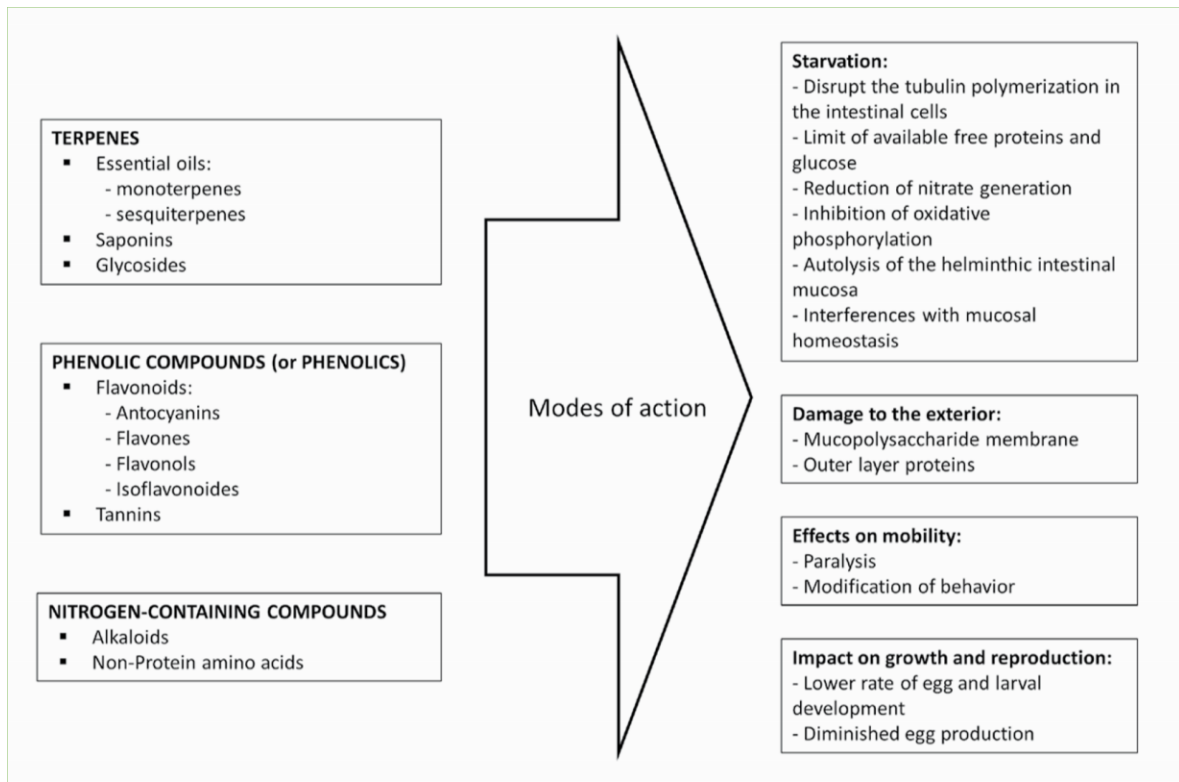 TERPENES
▪ Essential oils:
- monoterpenes
- sesquiterpenes
▪ Saponins
▪ Glycosides
PHENOLIC COMPOUNDS (or PHENOLICS)
▪ Flavonoids:
- Antocyanins
- Flavones
- Flavonols
- Isoflavonoides
▪ Tannins
NITROGEN-CONTAINING COMPOUNDS
▪ Alkaloids
▪ Non-Protein amino acids
Modes of action
Starvation:
- Disrupt the tubulin polymerization in
the intestinal cells
- Limit of available free proteins and
glucose
- Reduction of nitrate generation
- Inhibition of oxidative
phosphorylation
- Autolysis of the helminthic intestinal
mucosa
- Interferences with mucosal
homeostasis
Damage to the exterior:
- Mucopolysaccharide membrane
- Outer layer proteins
Effects on mobility:
- Paralysis
- Modification of behavior
Impact on growth and reproduction:
- Lower rate of egg and larval
development
- Diminished egg production